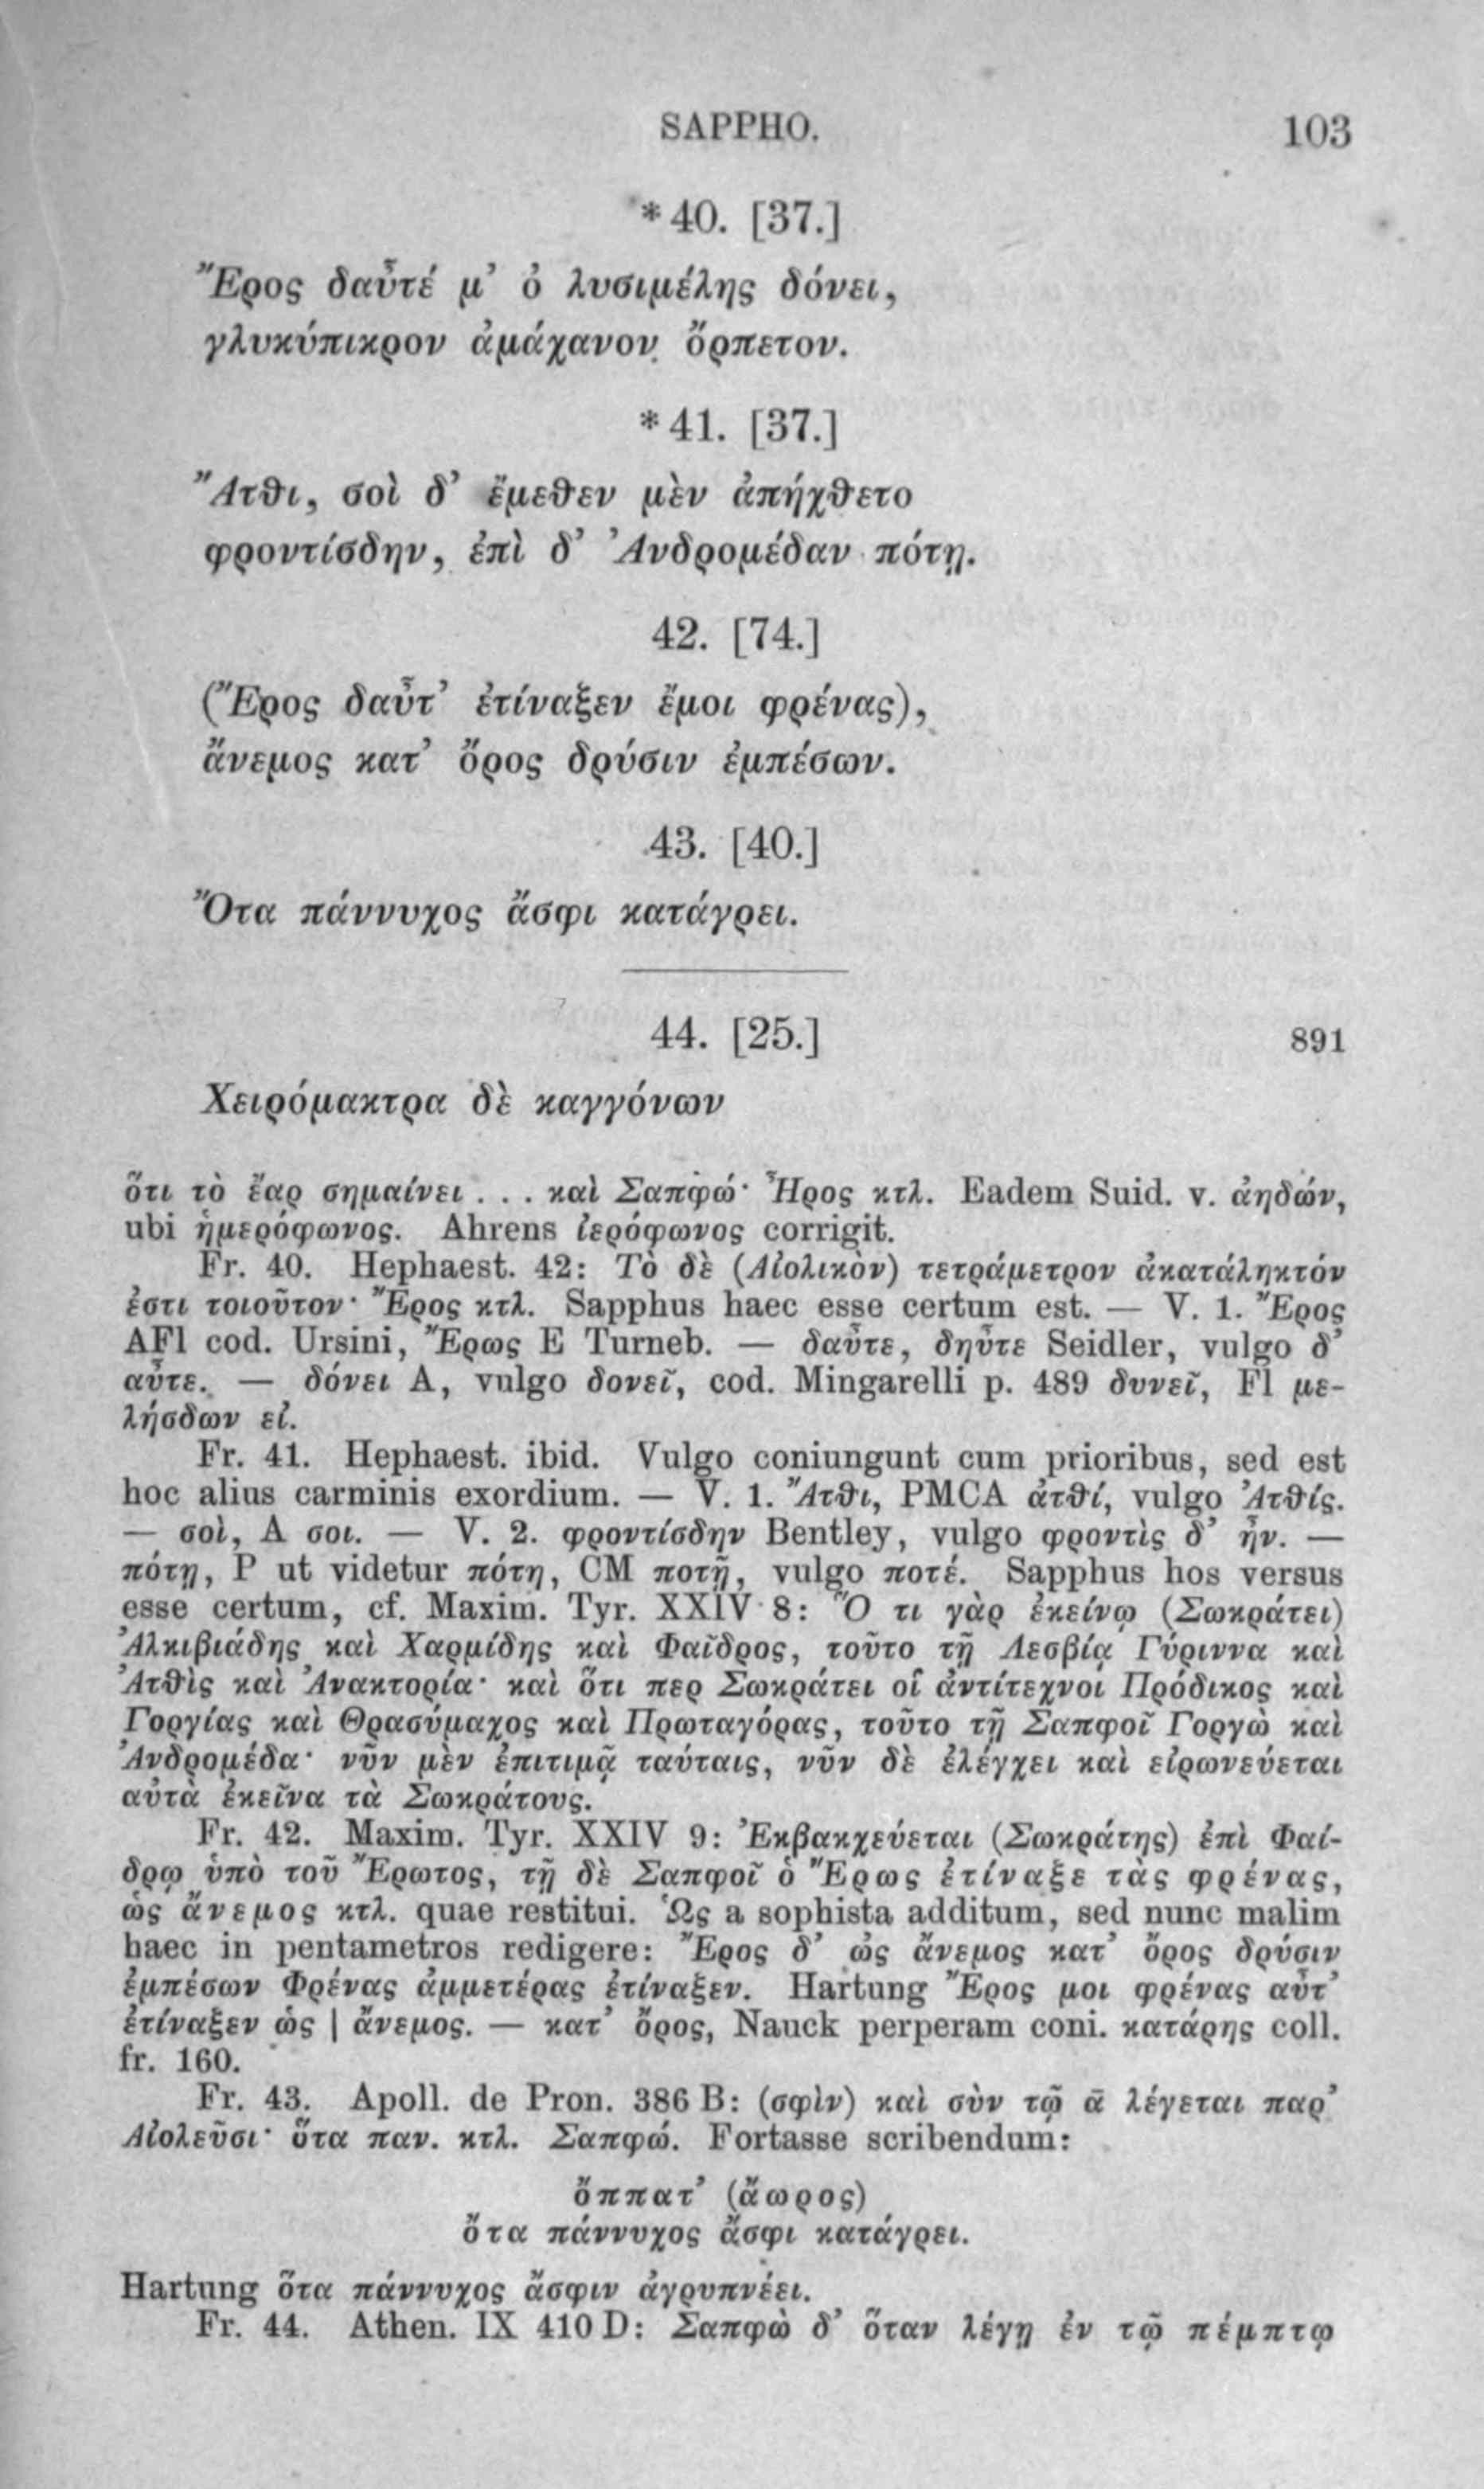 SAPPHO. 103
*40. [37.]
Ἔρος δαὖτέ μ’ ὀ λυσιμέλης δόνει,
γλυκύπικρον ἀμάχανον ὄρπετον.
*41. [37.]
Ἄτθι, σοὶ δ’ ἔμεθεν μὲν ἀπήχθετο
φροντίσδην, ἐπὶ δ’ Ἀνδρομέδαν πότῃ.
42. [74.]
(Ἔρος δαὖτ’ ἐτίναξεν ἔμοι φρένας),
ἄνεμος κατ’ ὄρος δρύσιν ἐμπέσων.
43. [40.]
Ὄτα πάννυχος ἄσφι κατάγρει.
44. [25.] 891
Χειρόμακτρα δὲ καγγόνων
ὅτι τὸ ἔαρ σημαίνει . . . καὶ Σαπφώ· Ἦρος κτλ. Eadem Suid. v. ἀηδών,
ubi ἡμερόφωνος. Ahrens ἰερόφωνος corrigit.
Fr. 40. Hephaest. 42: Τὸ δὲ (Αἰολικὸν) τετράμετρον ἀκατάληκτόν
ἐστι τοιοῦτον· Ἔρος κτλ. Sapphus haec esse certum est. — V. 1. Ἔρος
AFl cod. Ursini, Ἔρως E Turneb. — δαὖτε, δηὖτε Seidler, vulgo δ’
αὖτε. — δόνει A, vulgo δονεῖ, cod. Mingarelli p. 489 δυνεῖ, Fl με-
λήσδων εἰ.
Fr. 41. Hephaest. ibid. Vulgo coniungunt cum prioribus, sed est
hoc alius carminis exordium. — V. 1. Ἄτθι, PMCA ἀτθί, vulgo Ἀτθίς.
— σοὶ, A σοι. — V. 2. φροντίσδην Bentley, vulgo φροντὶς δ’ ἦν. —
πότῃ, P ut videtur πότη, CM ποτῇ, vulgo ποτέ. Sapphus hos versus
esse certum, cf. Maxim. Tyr. XXIV 8: Ὅ τι γὰρ ἐκείνῳ (Σωκράτει)
Ἀλκιβιάδης καὶ Χαρμίδης καὶ Φαῖδρος, τοῦτο τῇ Λεσβίᾳ Γύριννα καὶ
Ἀτθὶς καὶ Ἀνακτορία· καὶ ὅτι περ Σωκράτει οἱ ἀντίτεχνοι Πρόδικος καὶ
Γοργίας καὶ Θρασύμαχος καὶ Πρωταγόρας, τοῦτο τῇ Σαπφοῖ Γοργὼ καὶ
Ἀνδρομέδα· νῦν μὲν ἐπιτιμᾷ ταύταις, νῦν δὲ ἐλέγχει καὶ εἰρωνεύεται
αὐτὰ ἐκεῖνα τὰ Σωκράτους.
Fr. 42. Maxim. Tyr. XXIV 9: Ἐκβακχεύεται (Σωκράτης) ἐπὶ Φαί-
δρῳ ὑπὸ τοῦ Ἔρωτος, τῇ δὲ Σαπφοῖ ὁ Ἔρως ἐτίναξε τὰς φρένας,
ὡς ἄνεμος κτλ. quae restitui. Ὡς a sophista additum, sed nunc malim
haec in pentametros redigere: Ἔρος δ’ ὠς ἄνεμος κατ’ ὄρος δρύσιν
ἐμπέσων Φρένας ἀμμετέρας ἐτίναξεν. Hartung Ἔρος μοι φρένας αὖτ’
ἐτίναξεν ὡς | ἄνεμος. — κατ’ ὄρος, Nauck perperam coni. κατάρης coll.
fr. 160.
Fr. 43. Apoll. de Pron. 386 B: (σφὶν) καὶ σὺν τῷ ᾱ λέγεται παρ’
Αἰολεῦσι· ὅτα παν. κτλ. Σαπφώ. Fortasse scribendum:
ὄππατ’ (ἄωρος)
ὄτα πάννυχος ἄσφι κατάγρει.
Hartung ὅτα πάννυχος ἄσφιν ἀγρυπνέει.
Fr. 44. Athen. IX 410 D: Σαπφὼ δ’ ὅταν λέγῃ ἐν τῷ πέμπτῳ